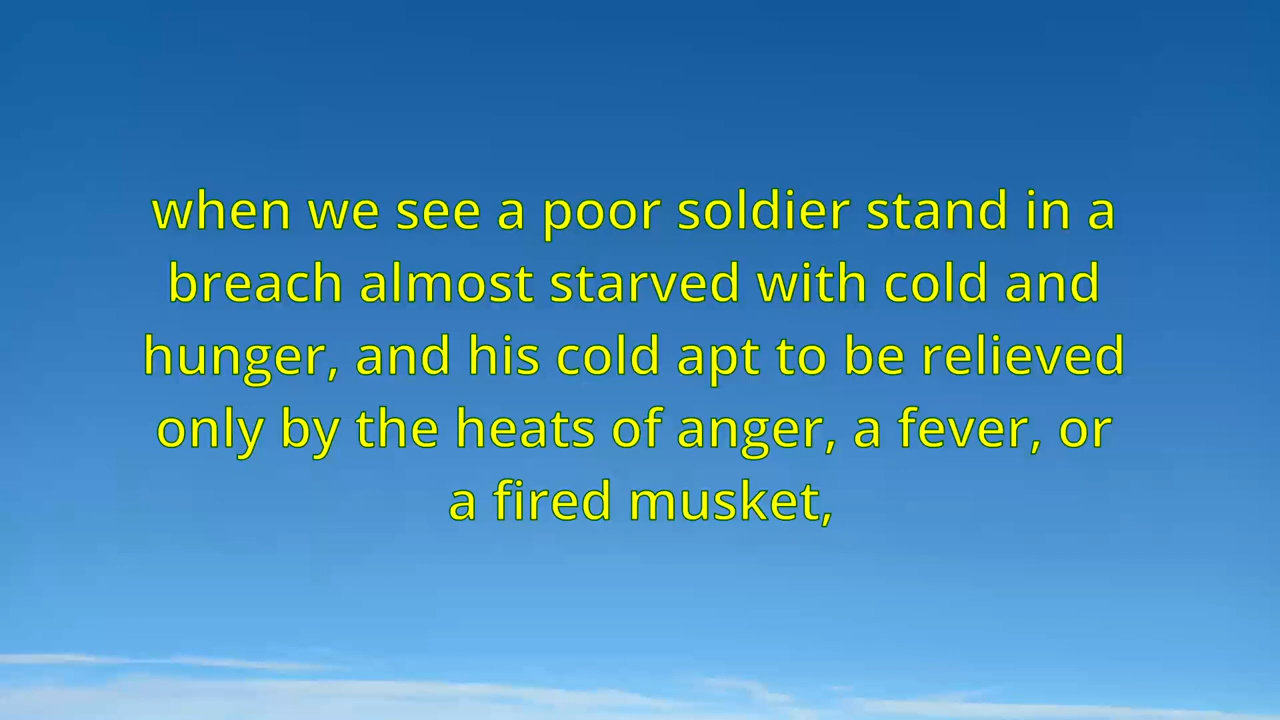 when we see a poor soldier stand in a
breach almost starved with cold and
hunger, and his cold apt to be relieved
only by the heats of anger, a fever, or
a fired musket,